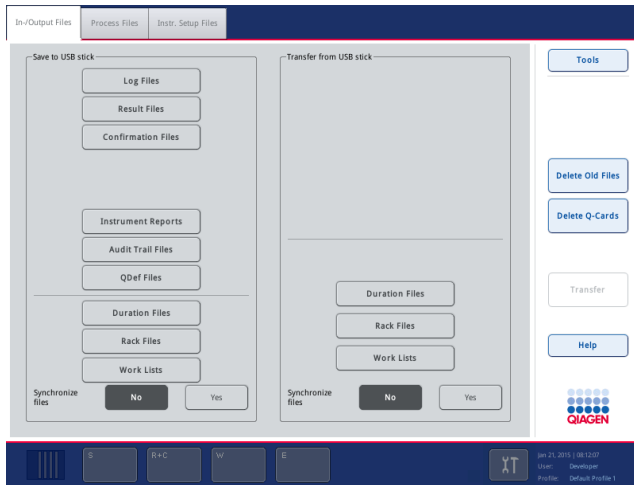 In-/Output Files
Process Files
Instr. Setup Files
Save to USB stick
Log Files
Result Files
Confirmation Files
Instrument Reports
Audit Trail Files
QDef Files
Duration Files
Rack Files
Work Lists
Synchronize
files
No
Yes
Transfer from USB stick
Duration Files
Rack Files
Work Lists
Synchronize
files
No
Yes
Tools
Delete Old Files
Delete Q-Cards
Transfer
Help
QIAGEN
S
R+C
W
E
Jan 21, 2015 | 08:12:07
User: Developer
Profile: Default Profile 1